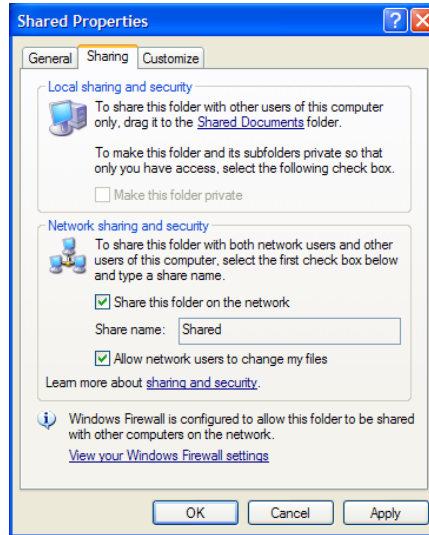 Shared Properties
General
Sharing
Customize
Local sharing and security
To share this folder with other users of this computer
only, drag it to the Shared Documents folder.
To make this folder and its subfolders private so that
only you have access, select the following check box.
Make this folder private
Network sharing and security
To share this folder with both network users and other
users of this computer, select the first check box below
and type a share name.
Share this folder on the network
Share name: Shared
Allow network users to change my files
Learn more about sharing and security.
Windows Firewall is configured to allow this folder to be shared
with other computers on the network.
View your Windows Firewall settings
OK
Cancel
Apply